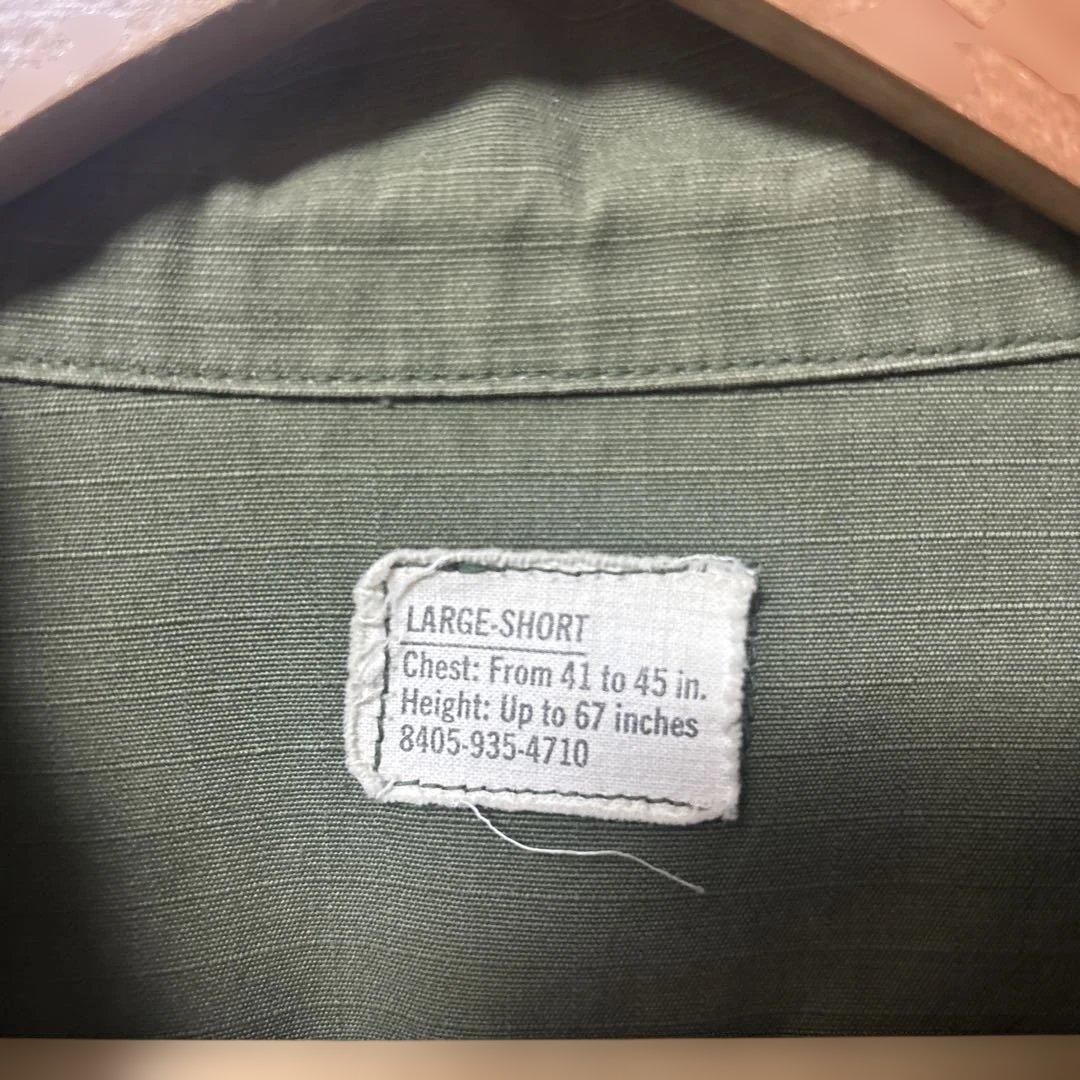 LARGE-SHORT
Chest: From 41 to 45 in.
Height: Up to 67 inches
8405-935-4710